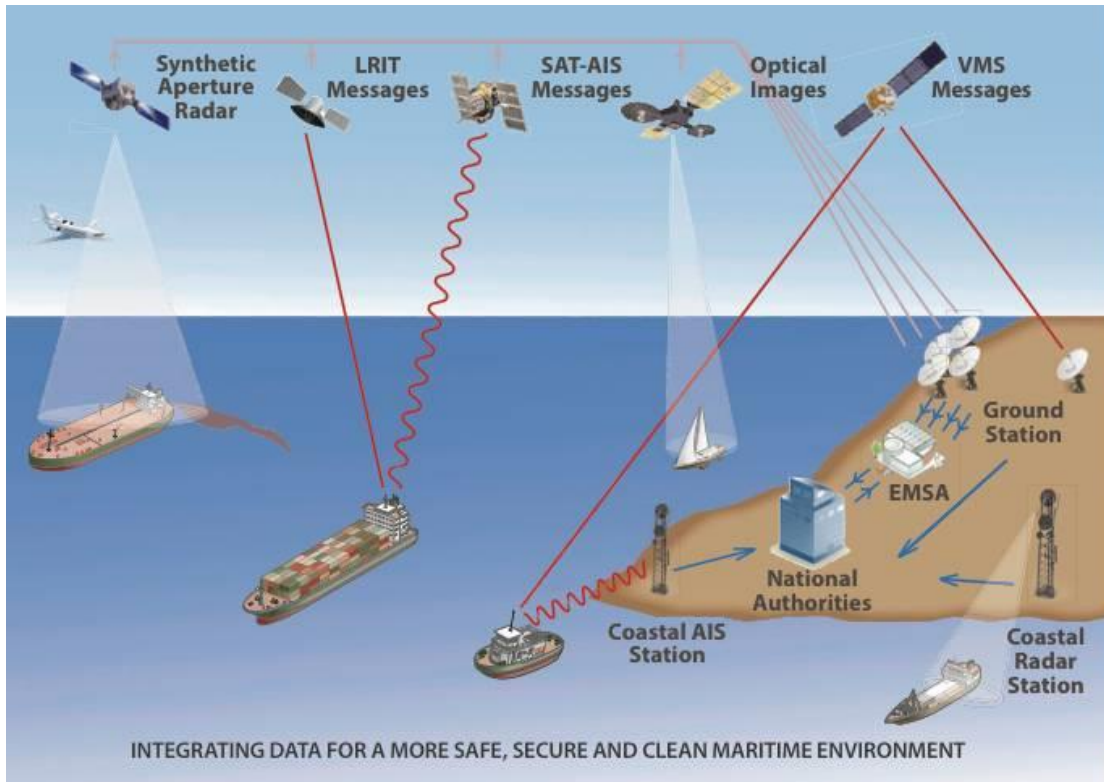 Synthetic
Aperture
Radar
LRIT
Messages
SAT-AIS
Messages
Optical
Images
VMS
Messages
Ground
Station
EMSA
National
Authorities
Coastal AIS
Station
Coastal
Radar
Station
INTEGRATING DATA FOR A MORE SAFE, SECURE AND CLEAN MARITIME ENVIRONMENT